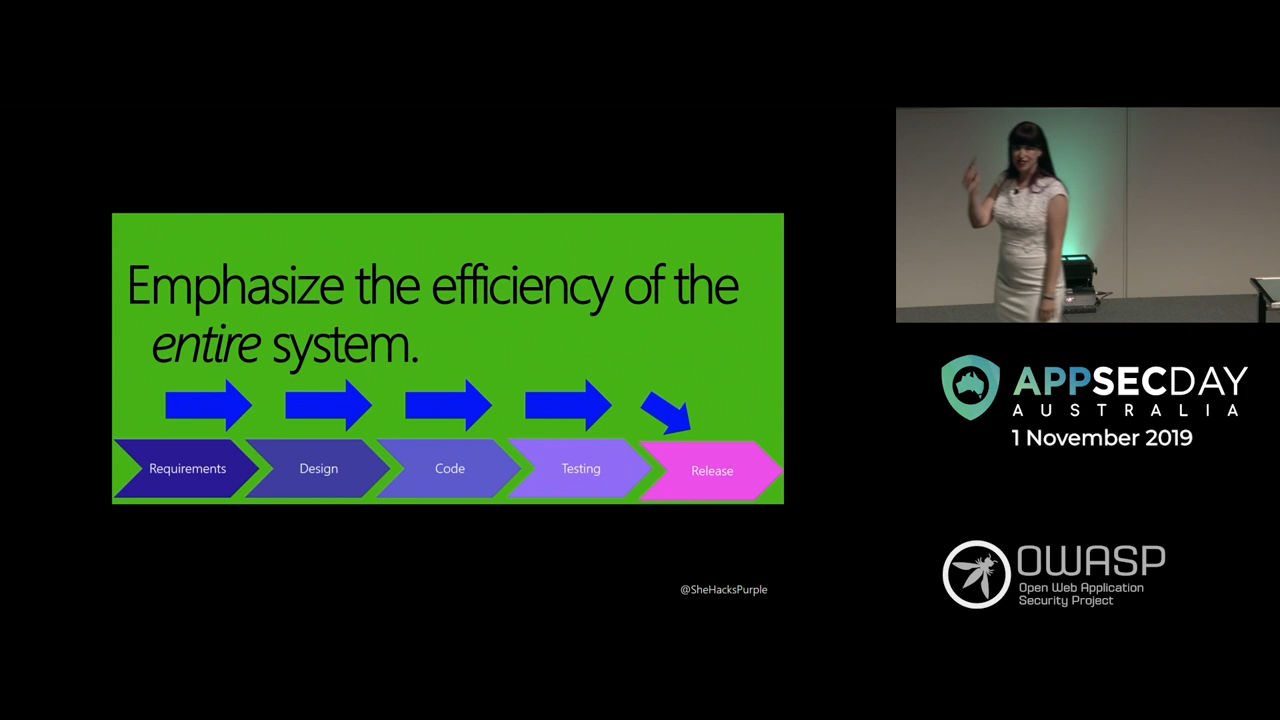 Emphasize the efficiency of the
entire system.
Requirements
Design
Code
Testing
Release
@SheHacksPurple
APPSECDAY
AUSTRALIA
1 November 2019
OWASP
Open Web Application
Security Project